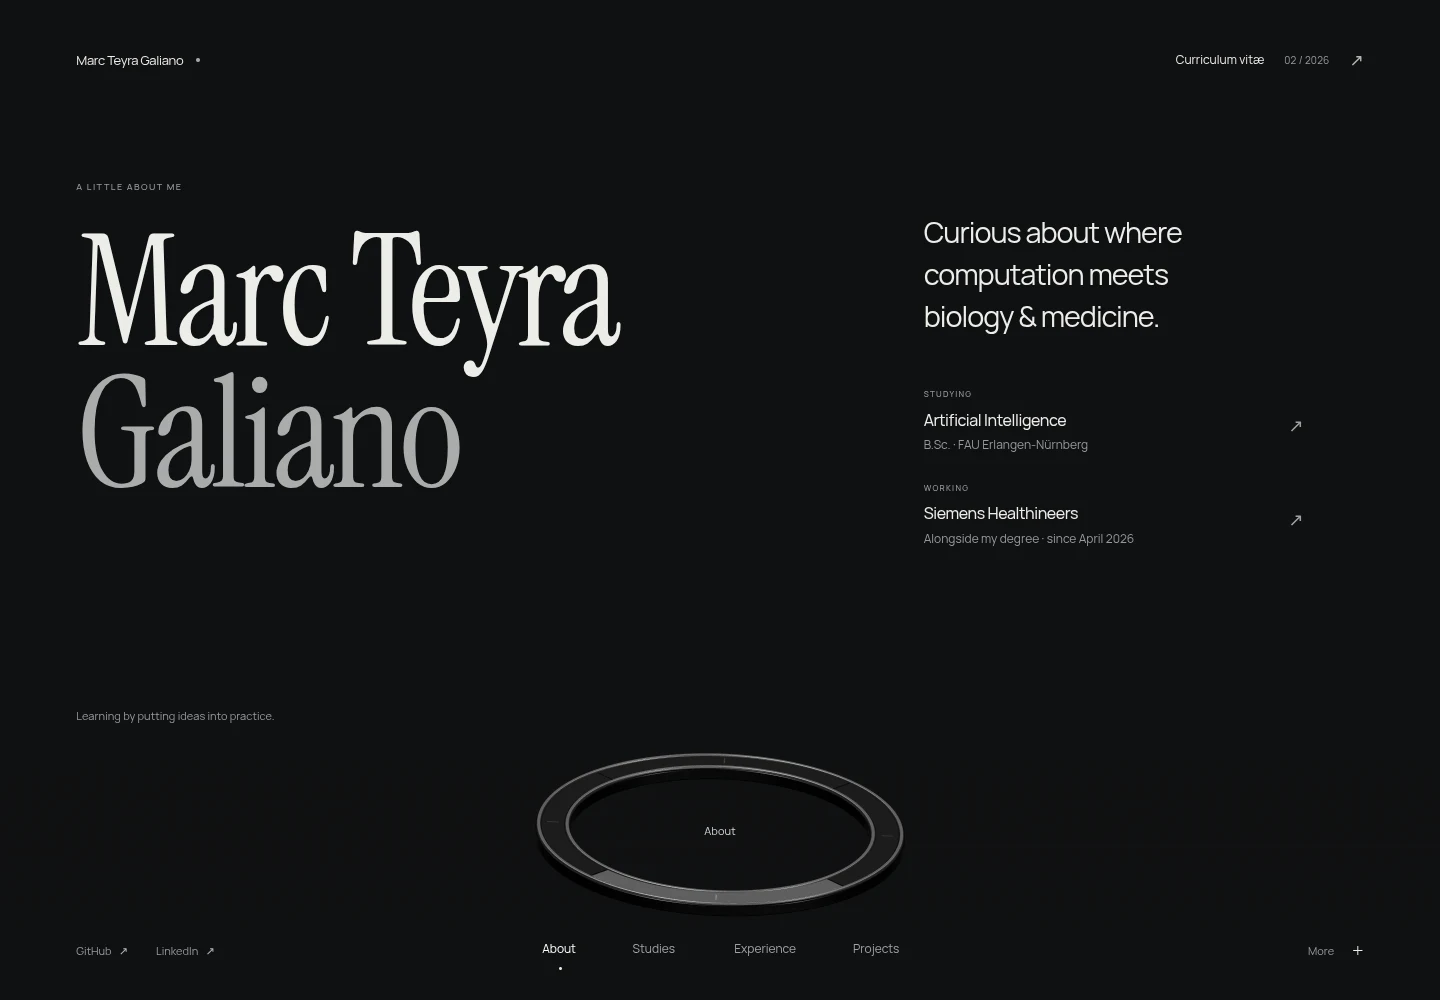 Marc Teyra Galiano
Curriculum vitæ 02 / 2026 ↗
A LITTLE ABOUT ME
Marc Teyra
Galiano
Curious about where
computation meets
biology & medicine.
STUDYING
Artificial Intelligence ↗
B.Sc. · FAU Erlangen-Nürnberg
WORKING
Siemens Healthineers ↗
Alongside my degree · since April 2026
Learning by putting ideas into practice.
About
GitHub ↗ LinkedIn ↗
About Studies Experience Projects
More +